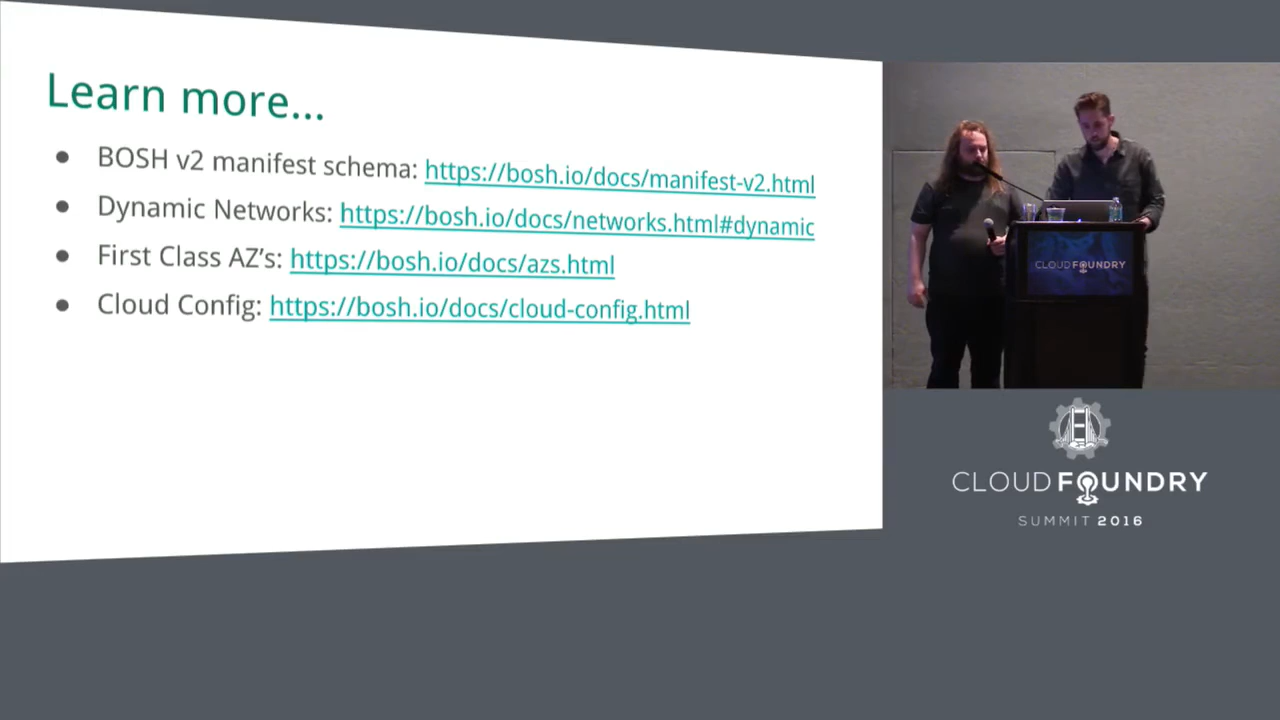 Learn more...
● BOSH v2 manifest schema: https://bosh.io/docs/manifest-v2.html
● Dynamic Networks: https://bosh.io/docs/networks.html#dynamic
● First Class AZ's: https://bosh.io/docs/azs.html
● Cloud Config: https://bosh.io/docs/cloud-config.html
CLOUDFOUNDRY
CLOUD FOUNDRY
SUMMIT 2016